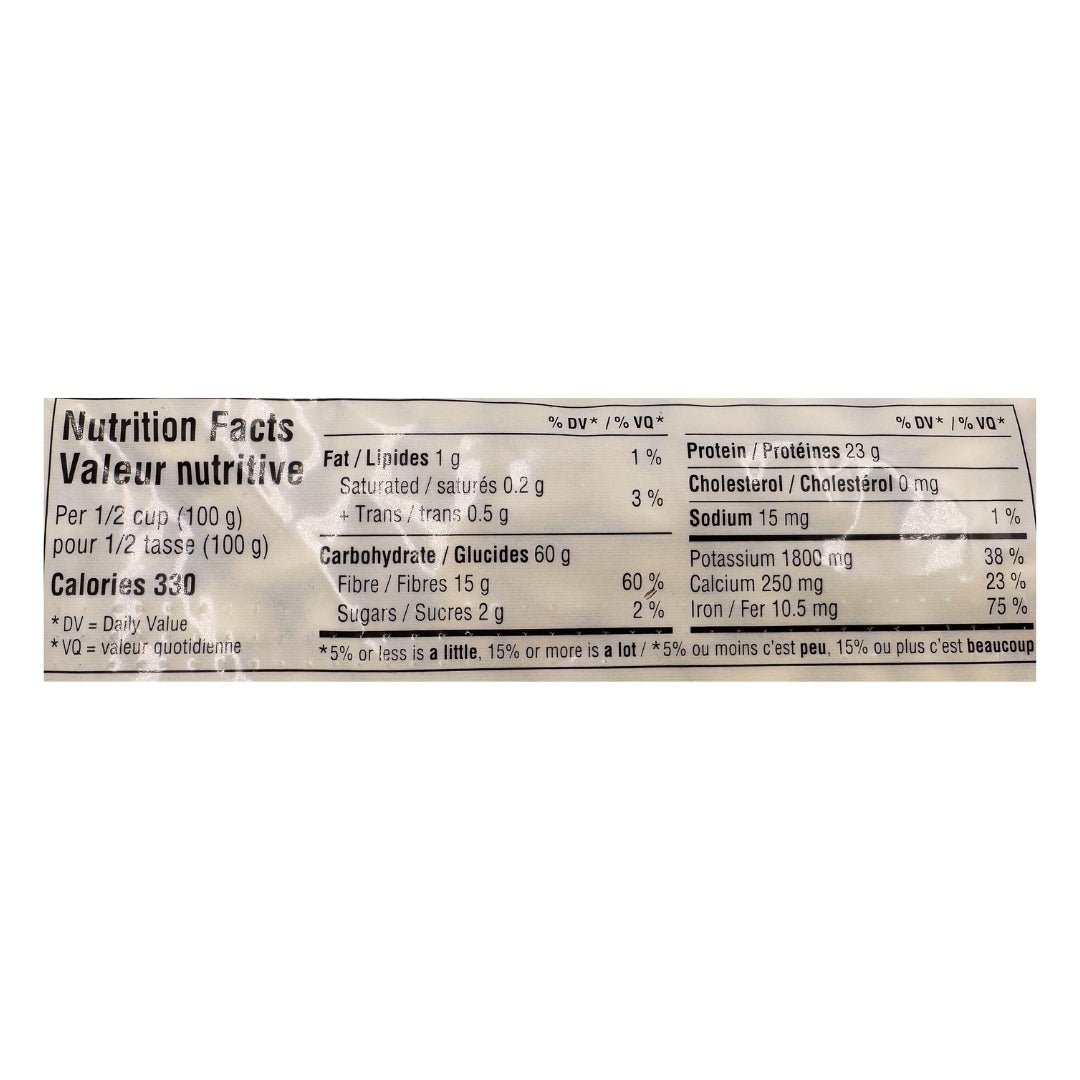 Nutrition Facts
Valeur nutritive
Per 1/2 cup (100 g)
pour 1/2 tasse (100 g)
Calories 330
* DV = Daily Value
* VQ = valeur quotidienne
% DV* / % VQ*
Fat / Lipides 1 g 1 %
Saturated / saturés 0.2 g
+ Trans / trans 0.5 g
3 %
Carbohydrate / Glucides 60 g
Fibre / Fibres 15 g 60 %
Sugars / Sucres 2 g 2 %
% DV* / % VQ*
Protein / Protéines 23 g
Cholesterol / Cholestérol 0 mg
Sodium 15 mg 1 %
Potassium 1800 mg 38 %
Calcium 250 mg 23 %
Iron / Fer 10.5 mg 75 %
*5% or less is a little, 15% or more is a lot / *5% ou moins c'est peu, 15% ou plus c'est beaucoup